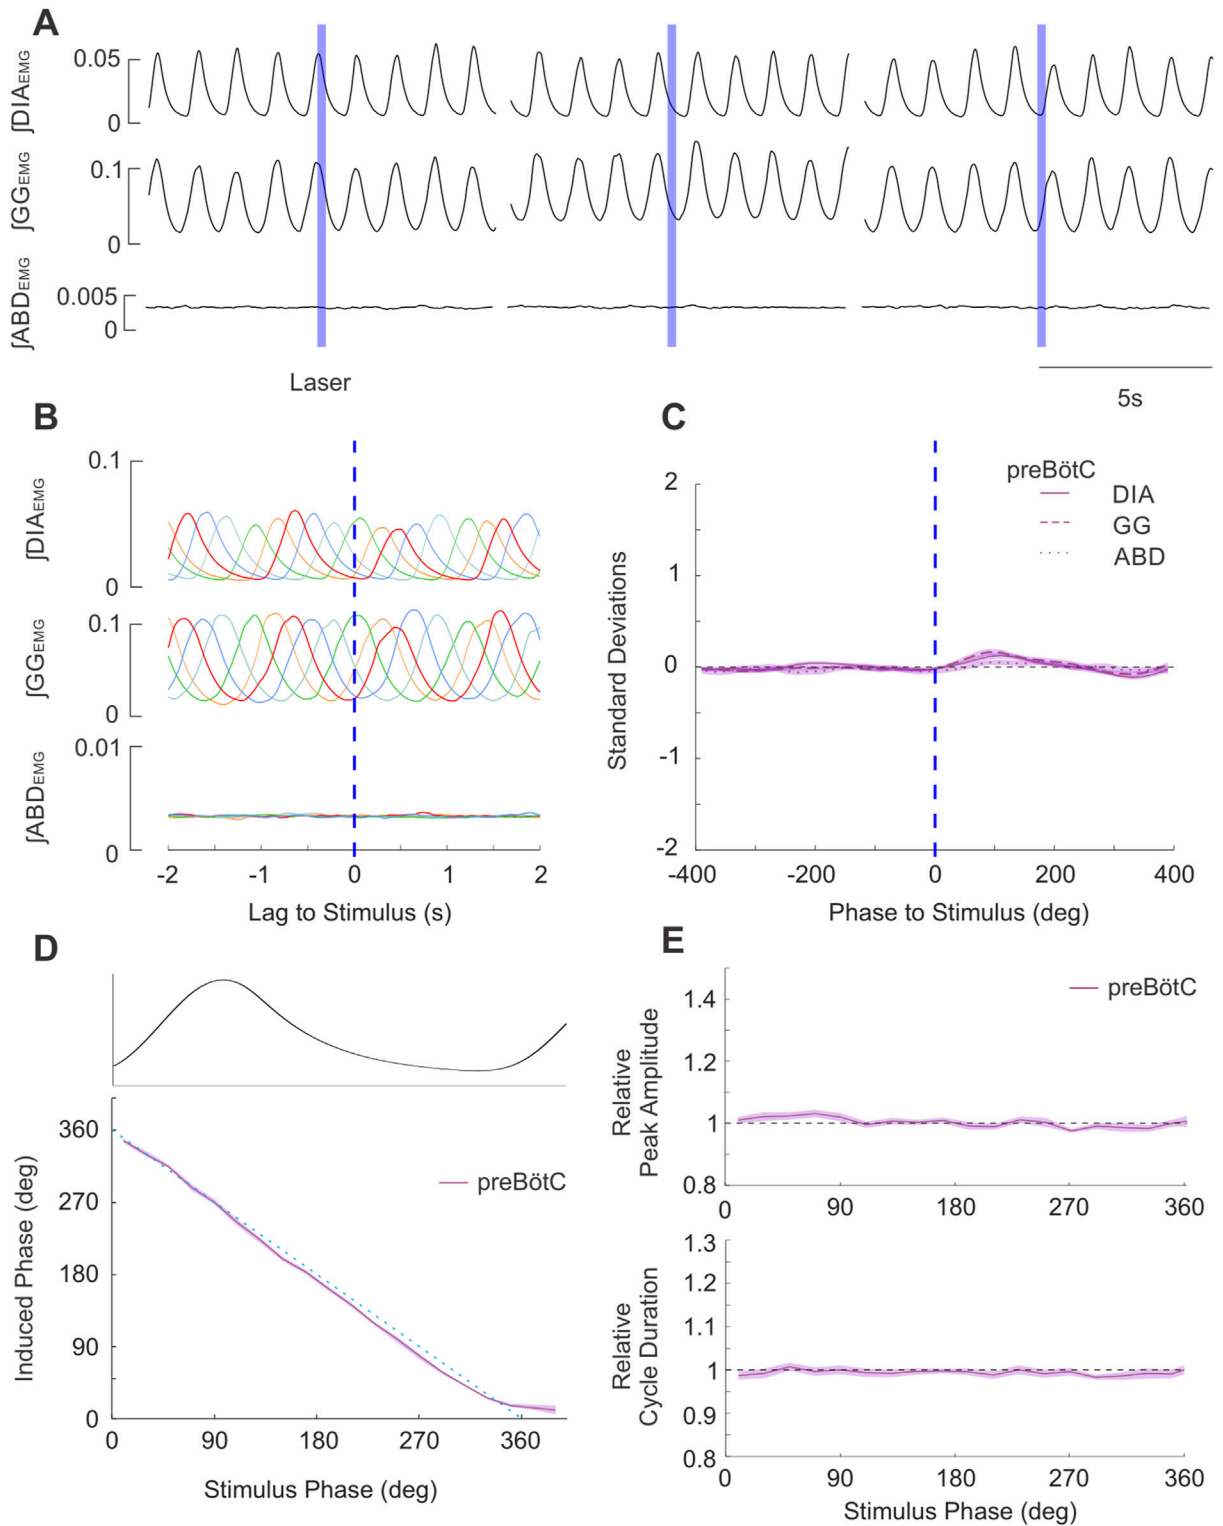 A
∫DIAEMG
0.05
0
∫GGEMG
0.1
0
∫ABDEMG
0.005
0
Laser
5s
B
∫DIAEMG
0.1
0
∫GGEMG
0.1
0
∫ABDEMG
0.01
0
-2 -1 0 1 2
Lag to Stimulus (s)
C
preBötC
DIA
GG
ABD
Standard Deviations
2
1
0
-1
-2
-400 -200 0 200 400
Phase to Stimulus (deg)
D
preBötC
Induced Phase (deg)
360
270
180
90
0
0 90 180 270 360
Stimulus Phase (deg)
E
preBötC
Relative
Peak Amplitude
1.4
1.2
1
0.8
0 90 180 270 360
Relative
Cycle Duration
1.3
1.2
1.1
1
0.9
0.8
0 90 180 270 360
Stimulus Phase (deg)